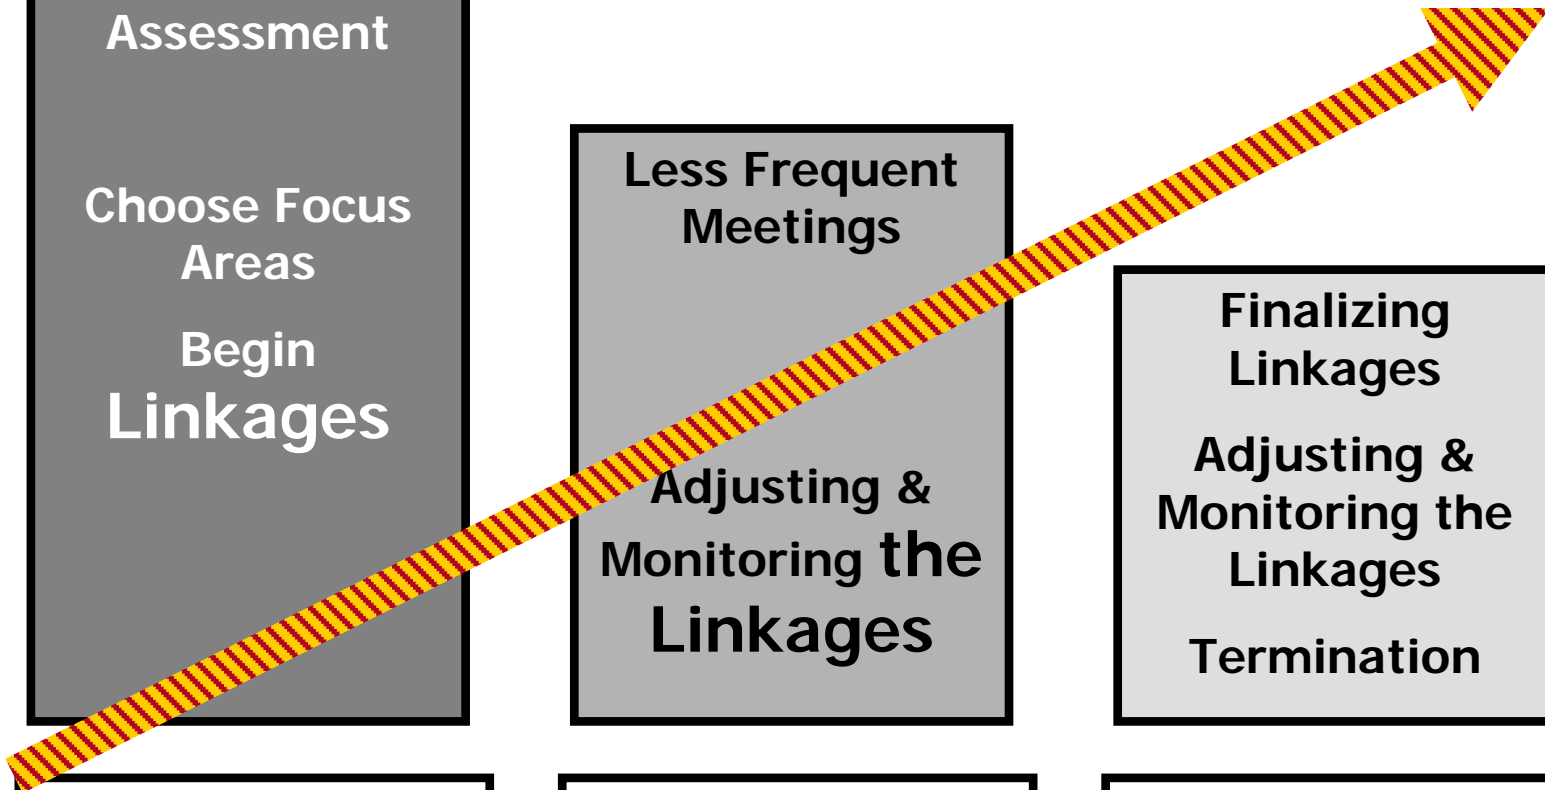 Assessment
Choose Focus
Areas
Begin
Linkages
Less Frequent
Meetings
Adjusting &
Monitoring the
Linkages
Finalizing
Linkages
Adjusting &
Monitoring the
Linkages
Termination